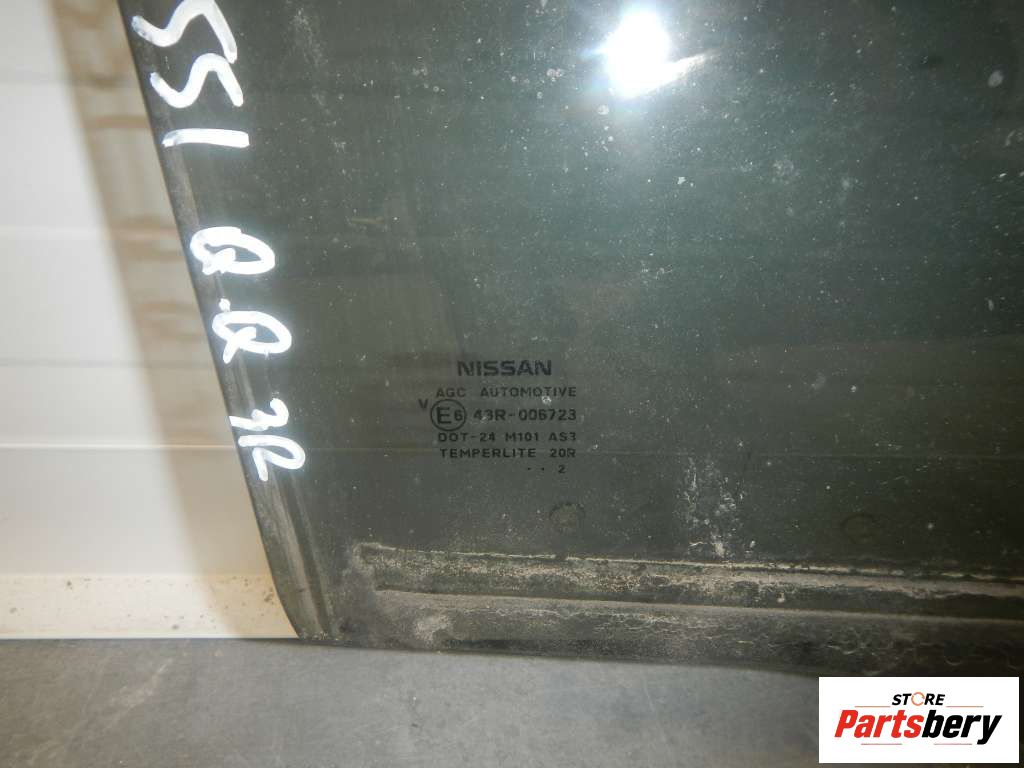 NISSAN
AGC AUTOMOTIVE
V E6 43R-006723
DOT-24 M101 AS3
TEMPERLITE 20R
.. 2
STORE
Partsbery